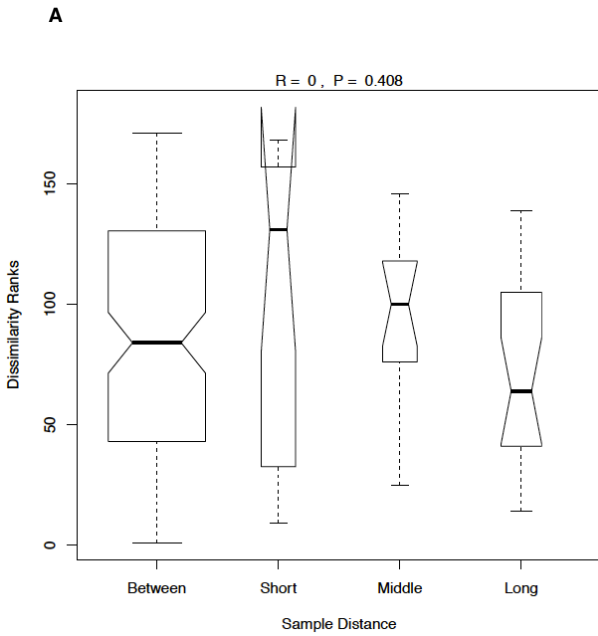 A
R = 0 , P = 0.408
Dissimilarity Ranks
150
100
50
0
Between Short Middle Long
Sample Distance